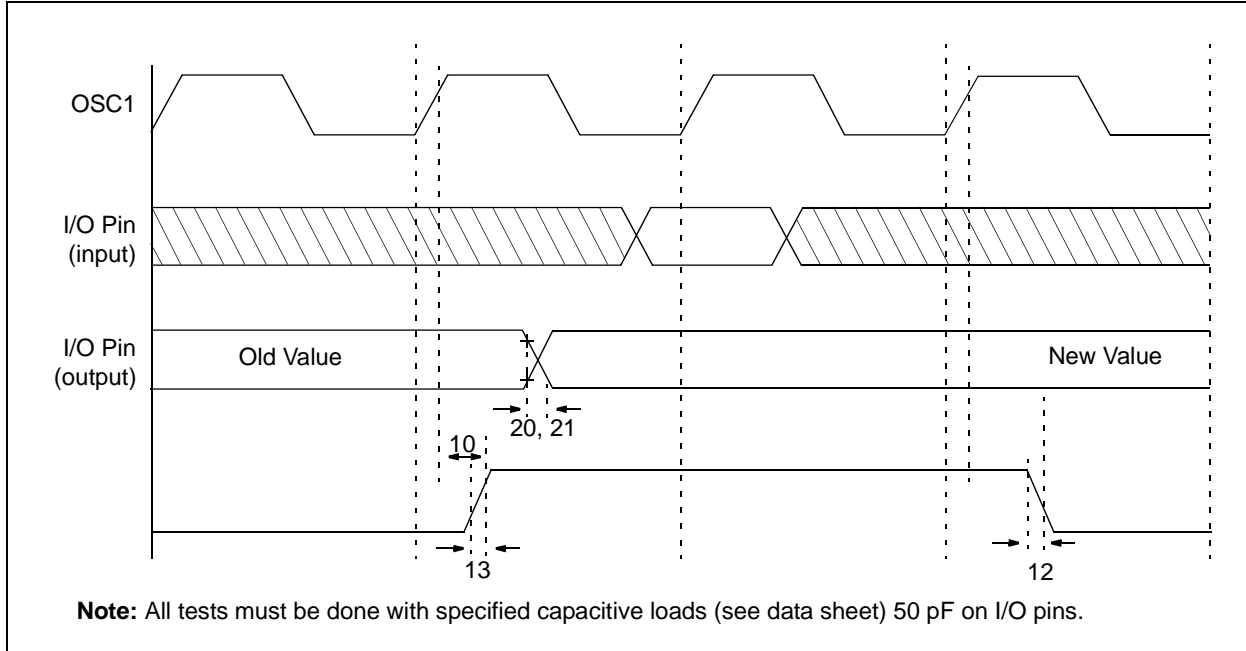 OSC1
I/O Pin
(input)
I/O Pin
(output)
Old Value
New Value
20, 21
10
13
12
Note: All tests must be done with specified capacitive loads (see data sheet) 50 pF on I/O pins.